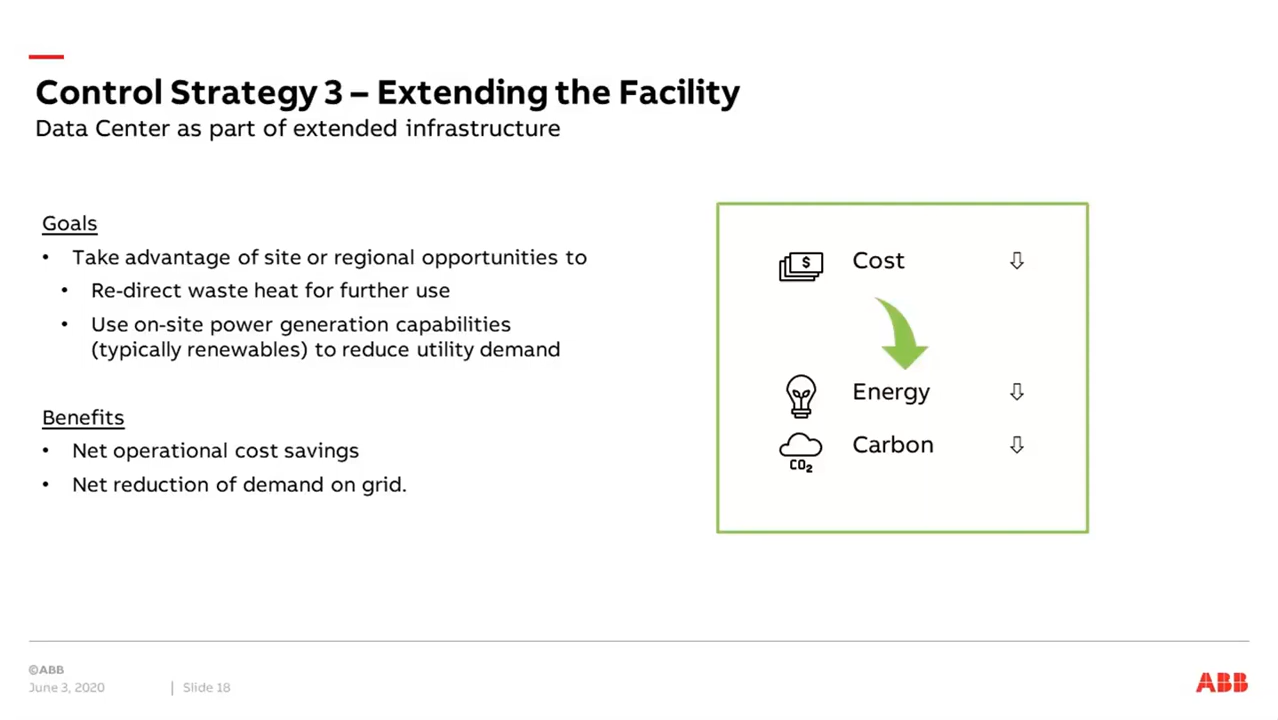 Control Strategy 3 – Extending the Facility
Data Center as part of extended infrastructure
Goals
• Take advantage of site or regional opportunities to
• Re-direct waste heat for further use
• Use on-site power generation capabilities
(typically renewables) to reduce utility demand
Benefits
• Net operational cost savings
• Net reduction of demand on grid.
$ Cost ⇩
Energy ⇩
Carbon ⇩
CO₂
©ABB
June 3, 2020 | Slide 18
ABB